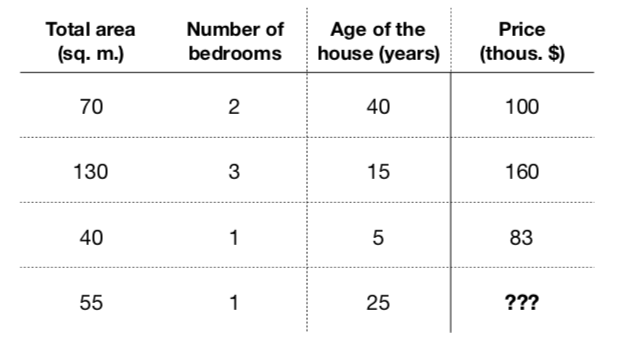 Total area Number of Age of the Price
(sq. m.) bedrooms house (years) (thous. $)
70 2 40 100
130 3 15 160
40 1 5 83
55 1 25 ???